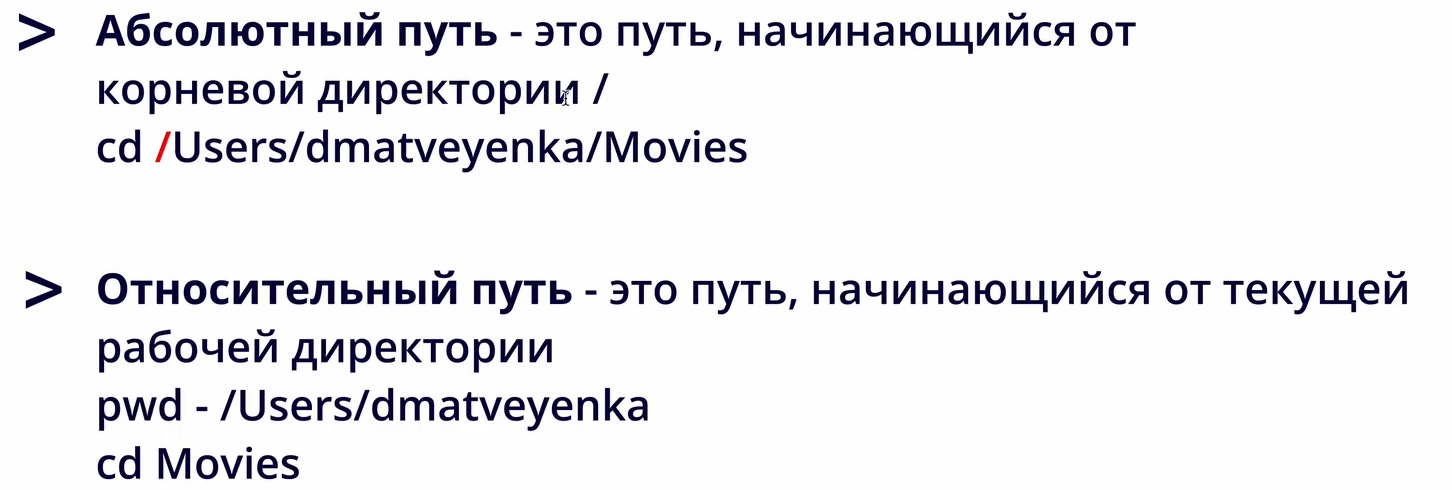 > Абсолютный путь - это путь, начинающийся от
корневой директории /
cd /Users/dmatveyenka/Movies
> Относительный путь - это путь, начинающийся от текущей
рабочей директории
pwd - /Users/dmatveyenka
cd Movies